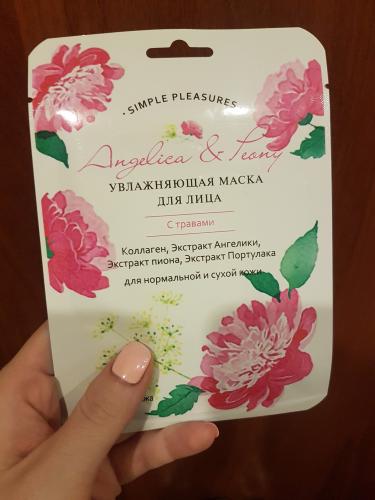 · SIMPLE PLEASURES ·
Angelica & Peony
УВЛАЖНЯЮЩАЯ МАСКА
ДЛЯ ЛИЦА
С травами
Коллаген, Экстракт Ангелики,
Экстракт пиона, Экстракт Портулака
для нормальной и сухой кожи